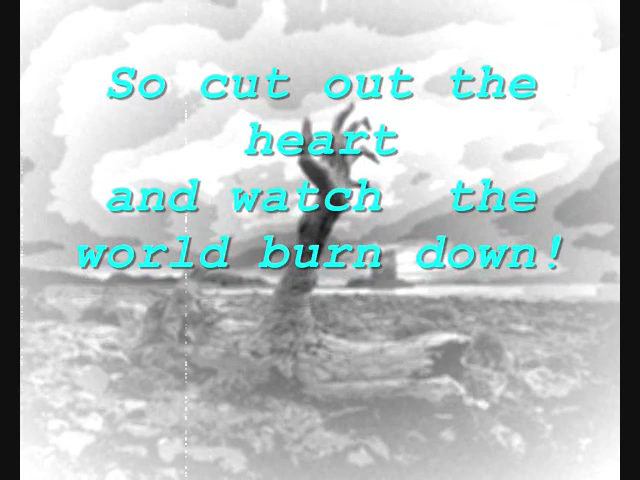 So cut out the
heart
and watch the
world burn down!